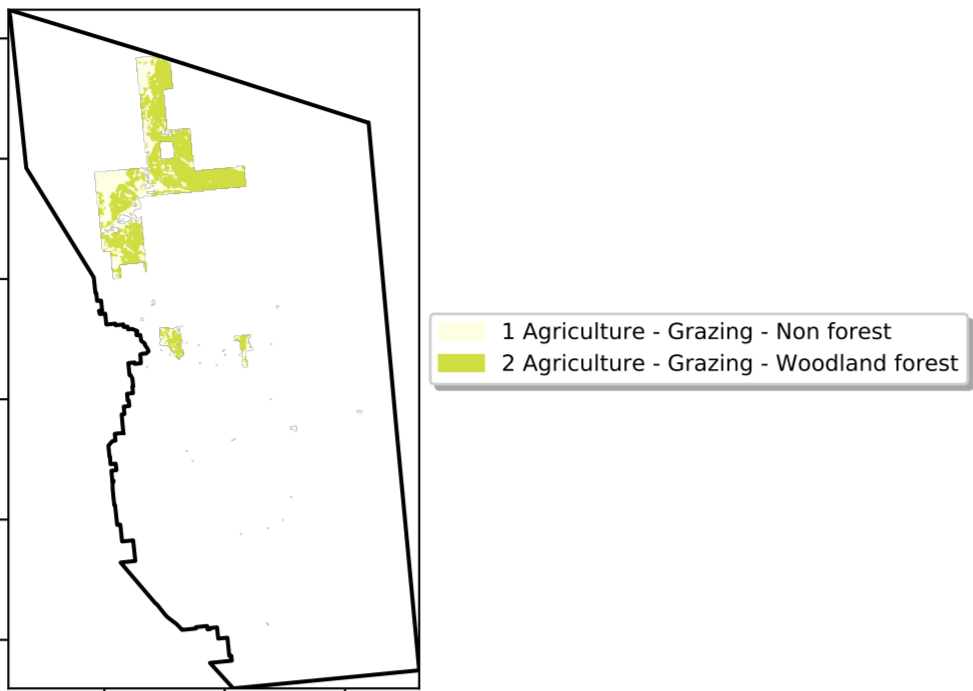 1 Agriculture - Grazing - Non forest
2 Agriculture - Grazing - Woodland forest